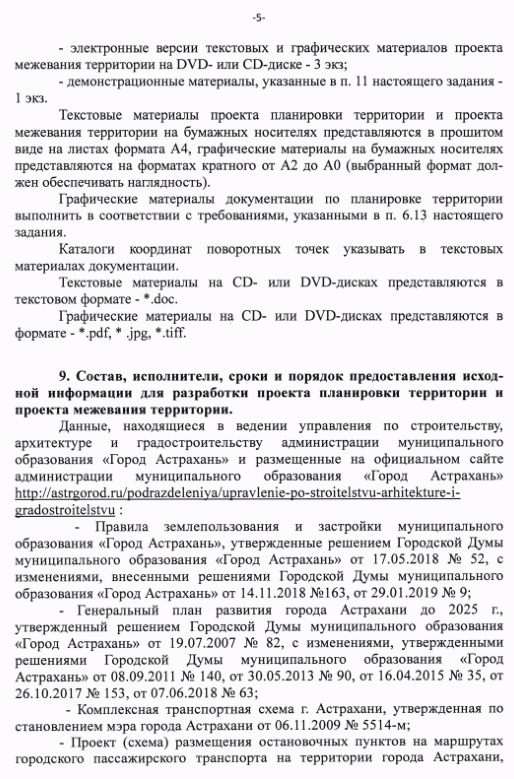 -5-
- электронные версии текстовых и графических материалов проекта
межевания территории на DVD- или CD-диске - 3 экз;
- демонстрационные материалы, указанные в п. 11 настоящего задания -
1 экз.
Текстовые материалы проекта планировки территории и проекта
межевания территории на бумажных носителях представляются в прошитом
виде на листах формата А4, графические материалы на бумажных носителях
представляются на форматах кратного от А2 до А0 (выбранный формат дол-
жен обеспечивать наглядность).
Графические материалы документации по планировке территории
выполнить в соответствии с требованиями, указанными в п. 6.13 настоящего
задания.
Каталоги координат поворотных точек указывать в текстовых
материалах документации.
Текстовые материалы на CD- или DVD-дисках представляются в
текстовом формате - *.doc.
Графические материалы на CD- или DVD-дисках представляются в
формате - *.pdf, * .jpg, *.tiff.
9. Состав, исполнители, сроки и порядок предоставления исход-
ной информации для разработки проекта планировки территории и
проекта межевания территории.
Данные, находящиеся в ведении управления по строительству,
архитектуре и градостроительству администрации муниципального
образования «Город Астрахань» и размещенные на официальном сайте
администрации муниципального образования «Город Астрахань»
http://astrgorod.ru/podrazdeleniya/upravlenie-po-stroitelstvu-arhitekture-i-
gradostroitelstvu :
- Правила землепользования и застройки муниципального
образования «Город Астрахань», утвержденные решением Городской Думы
муниципального образования «Город Астрахань» от 17.05.2018 № 52, с
изменениями, внесенными решениями Городской Думы муниципального
образования «Город Астрахань» от 14.11.2018 №163, от 29.01.2019 № 9;
- Генеральный план развития города Астрахани до 2025 г.,
утвержденный решением Городской Думы муниципального образования
«Город Астрахань» от 19.07.2007 № 82, с изменениями, утвержденными
решениями Городской Думы муниципального образования «Город
Астрахань» от 08.09.2011 № 140, от 30.05.2013 № 90, от 16.04.2015 № 35, от
26.10.2017 № 153, от 07.06.2018 № 63;
- Комплексная транспортная схема г. Астрахани, утвержденная по
становлением мэра города Астрахани от 06.11.2009 № 5514-м;
- Проект (схема) размещения остановочных пунктов на маршрутах
городского пассажирского транспорта на территории города Астрахани,